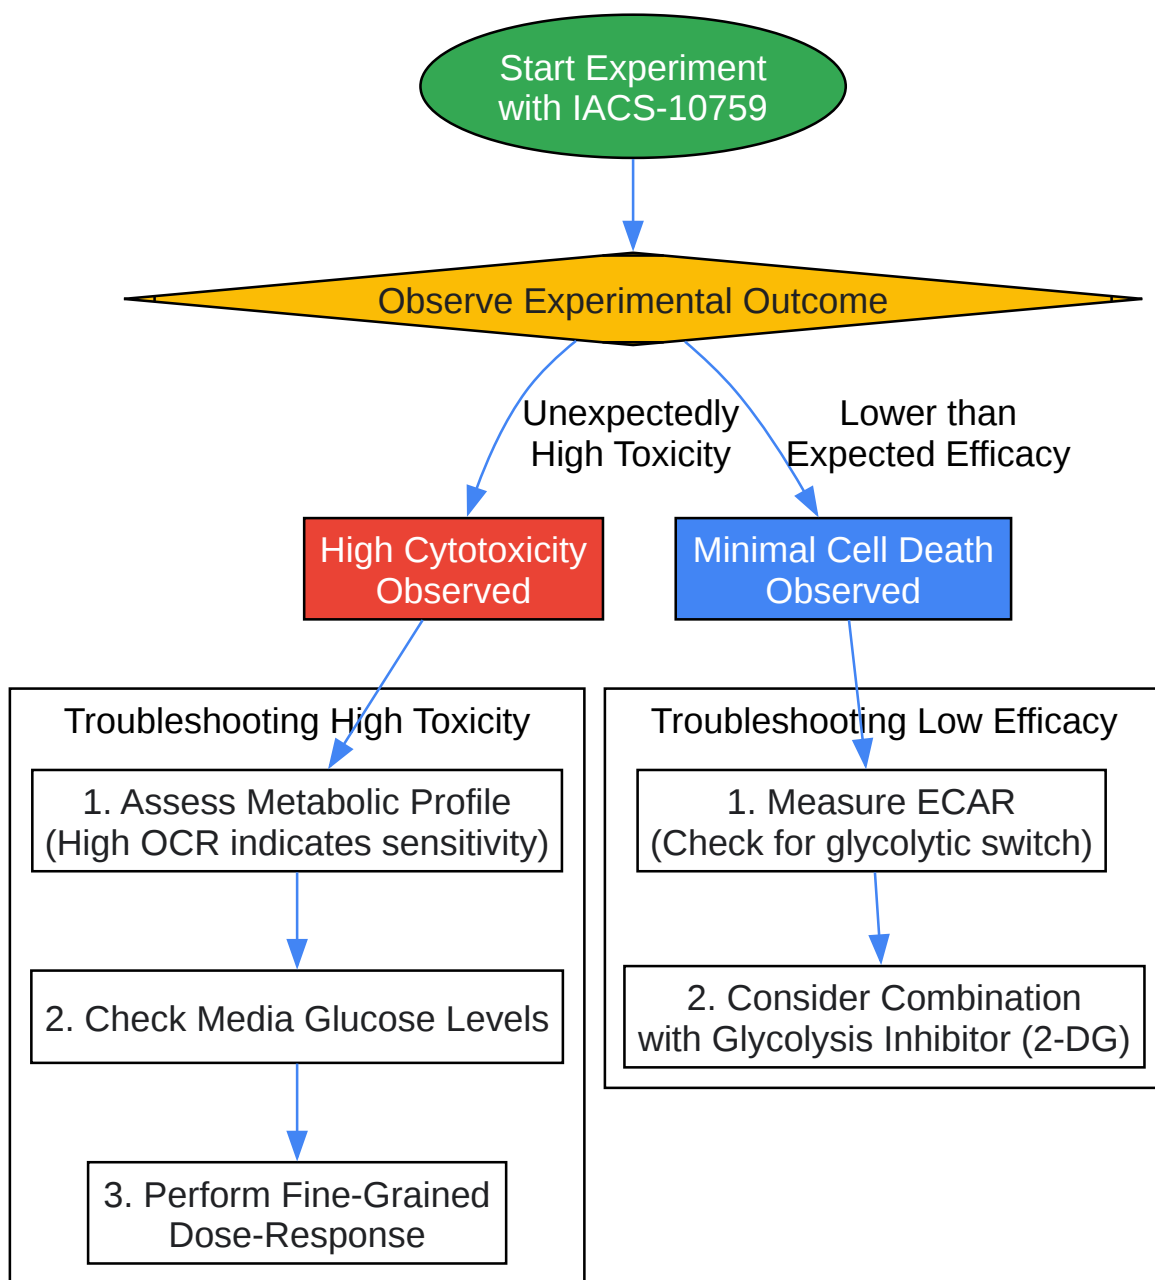 Start Experiment
with IACS-10759
Observe Experimental Outcome
Unexpectedly
High Toxicity
Lower than
Expected Efficacy
High Cytotoxicity
Observed
Minimal Cell Death
Observed
Troubleshooting High Toxicity
1. Assess Metabolic Profile
(High OCR indicates sensitivity)
2. Check Media Glucose Levels
3. Perform Fine-Grained
Dose-Response
Troubleshooting Low Efficacy
1. Measure ECAR
(Check for glycolytic switch)
2. Consider Combination
with Glycolysis Inhibitor (2-DG)